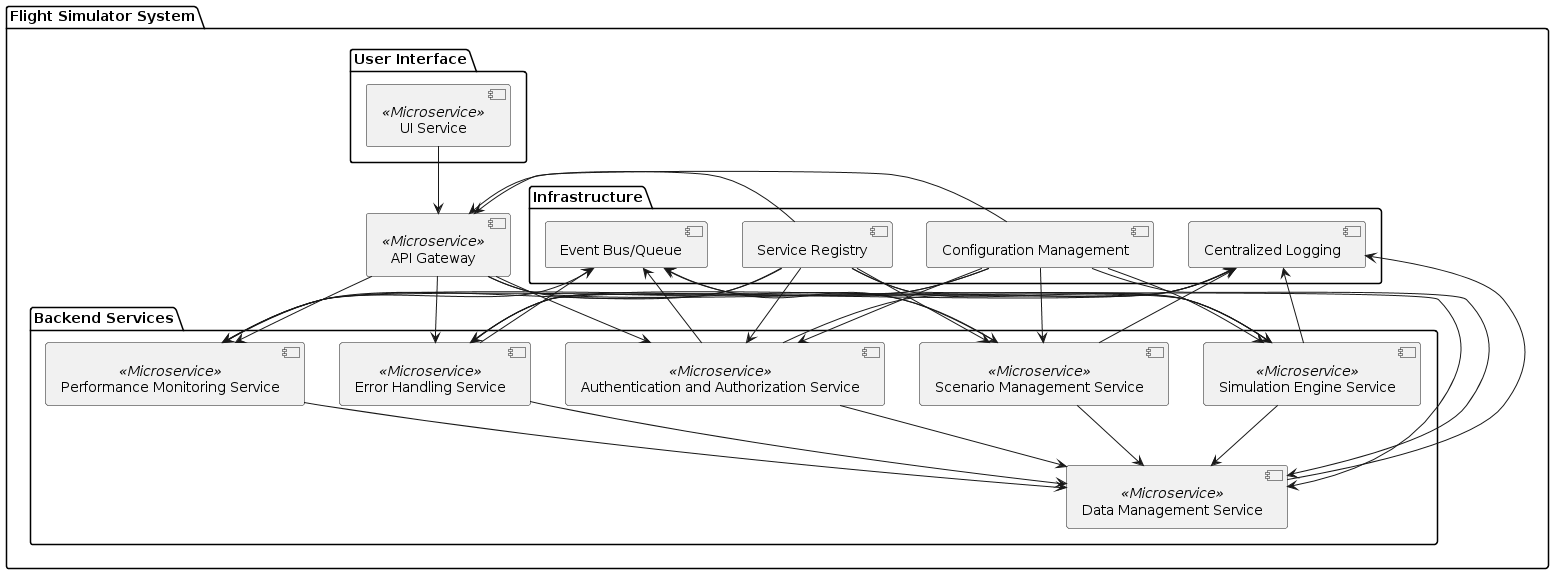 Flight Simulator System
User Interface
«Microservice»
UI Service
Infrastructure
«Microservice»
API Gateway
Event Bus/Queue
Service Registry
Configuration Management
Centralized Logging
Backend Services
«Microservice»
Performance Monitoring Service
«Microservice»
Error Handling Service
«Microservice»
Authentication and Authorization Service
«Microservice»
Scenario Management Service
«Microservice»
Simulation Engine Service
«Microservice»
Data Management Service